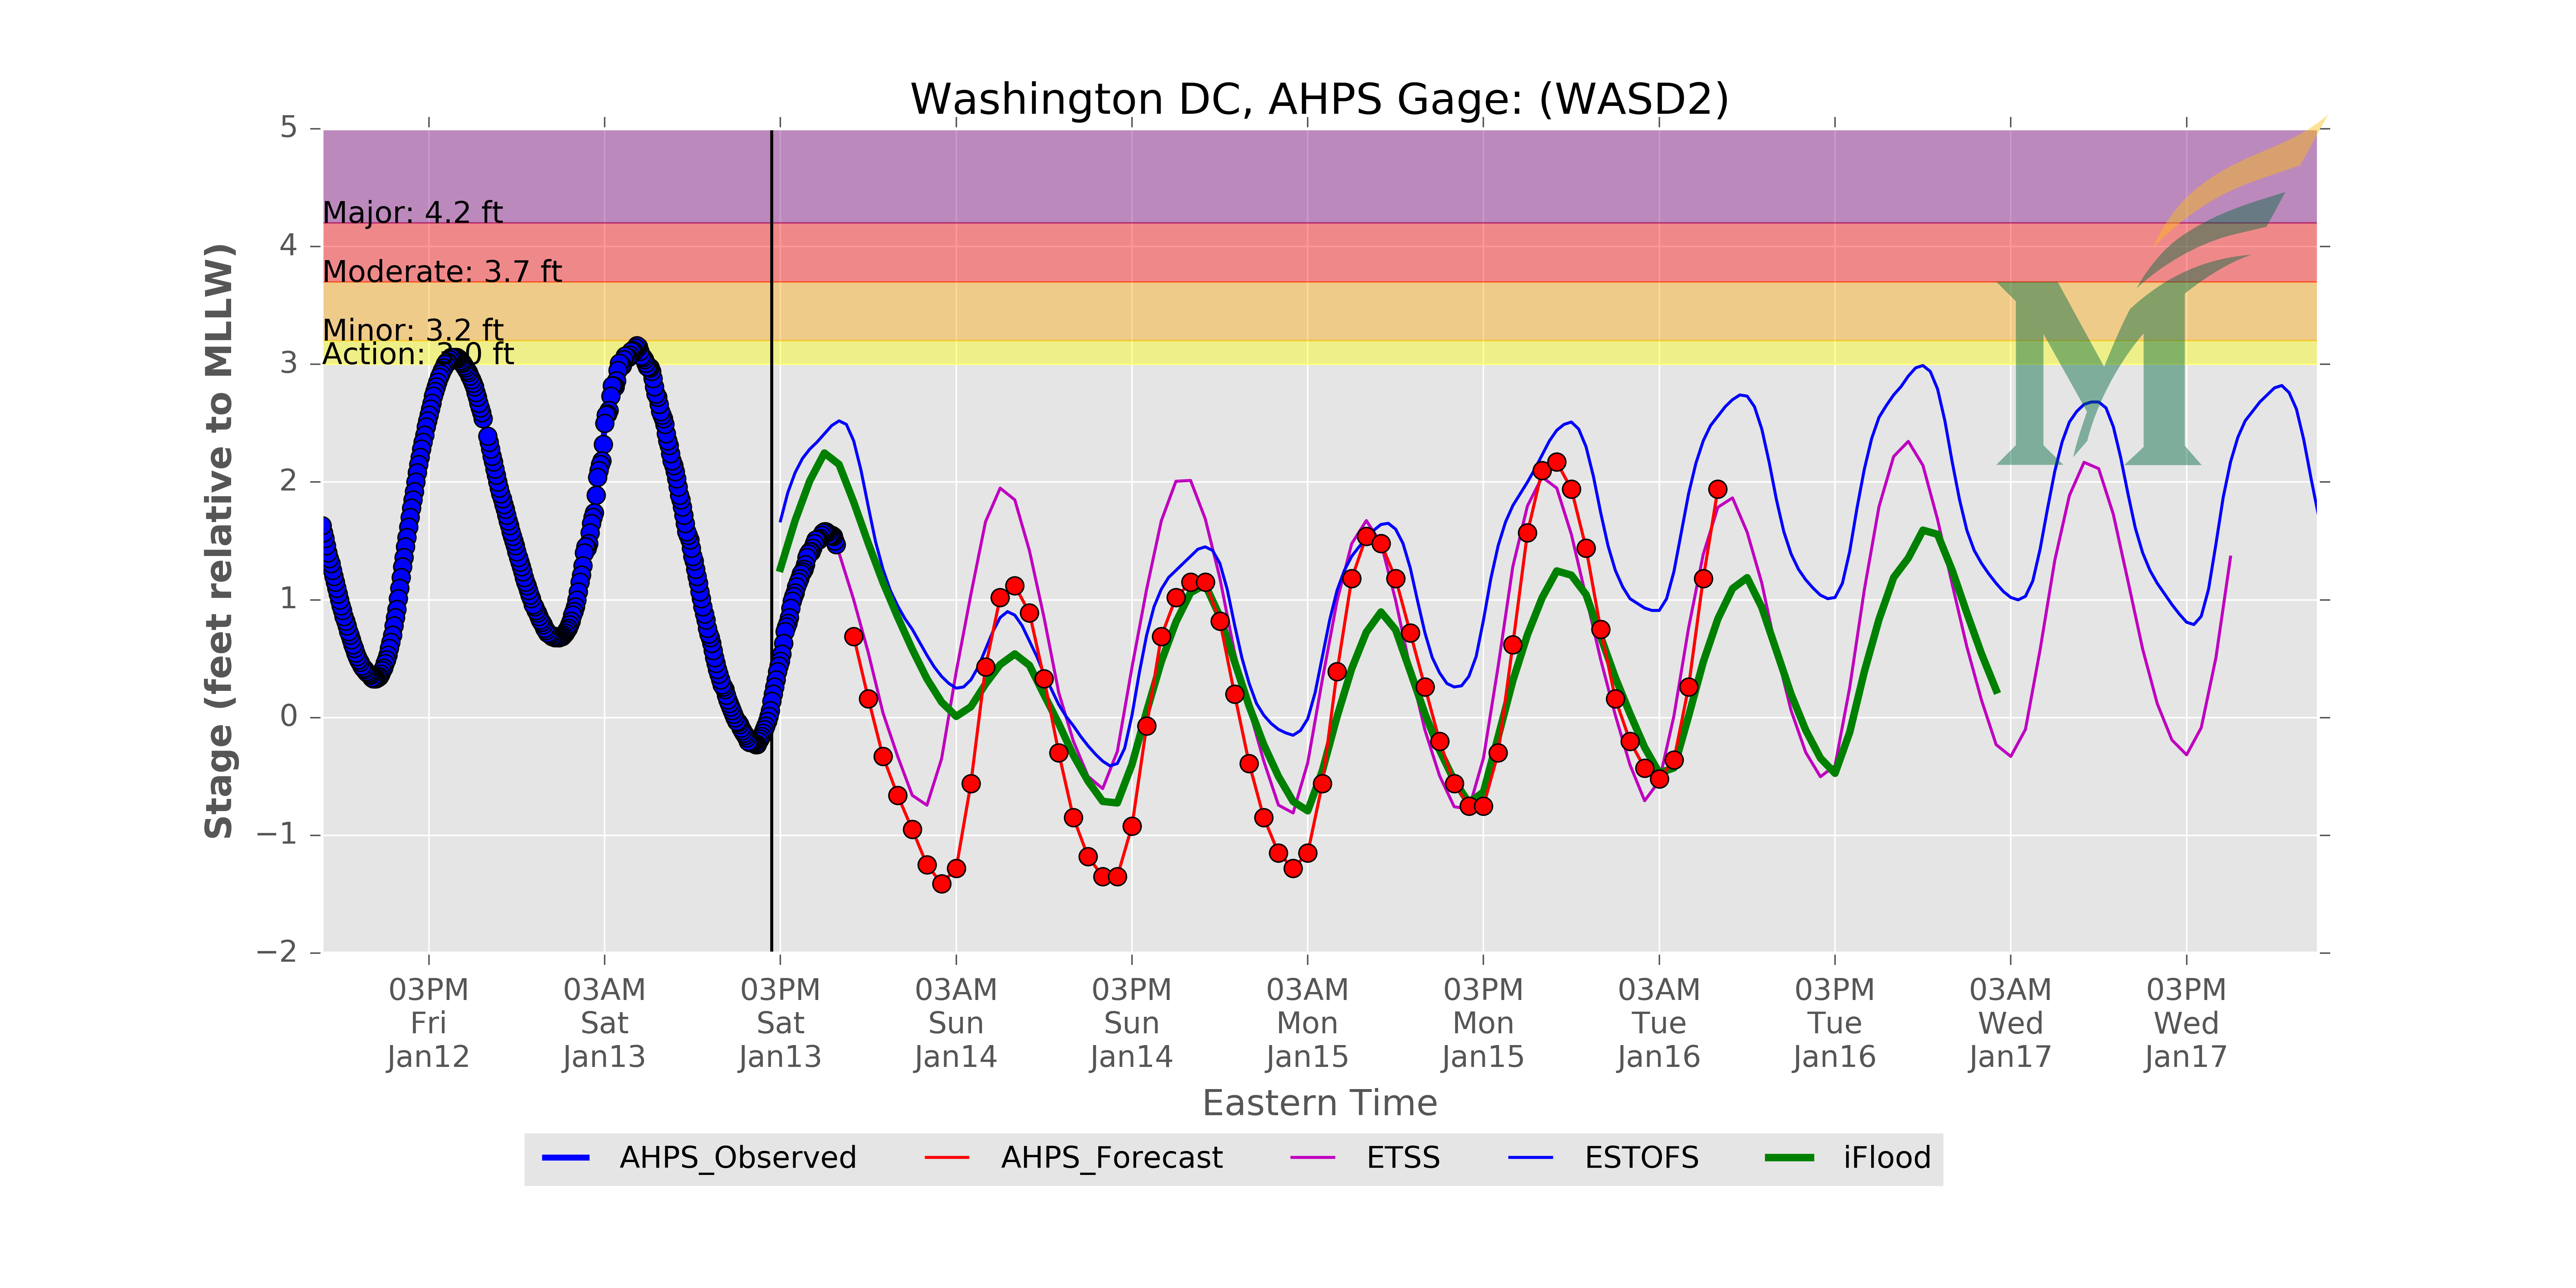 Washington DC, AHPS Gage: (WASD2)
Stage (feet relative to MLLW)
5
4
3
2
1
0
−1
−2
Major: 4.2 ft
Moderate: 3.7 ft
Minor: 3.2 ft
Action: 3.0 ft
M
03PM 03AM 03PM 03AM 03PM 03AM 03PM 03AM 03PM 03AM 03PM
Fri Sat Sat Sun Sun Mon Mon Tue Tue Wed Wed
Jan12 Jan13 Jan13 Jan14 Jan14 Jan15 Jan15 Jan16 Jan16 Jan17 Jan17
Eastern Time
AHPS_Observed AHPS_Forecast ETSS ESTOFS iFlood